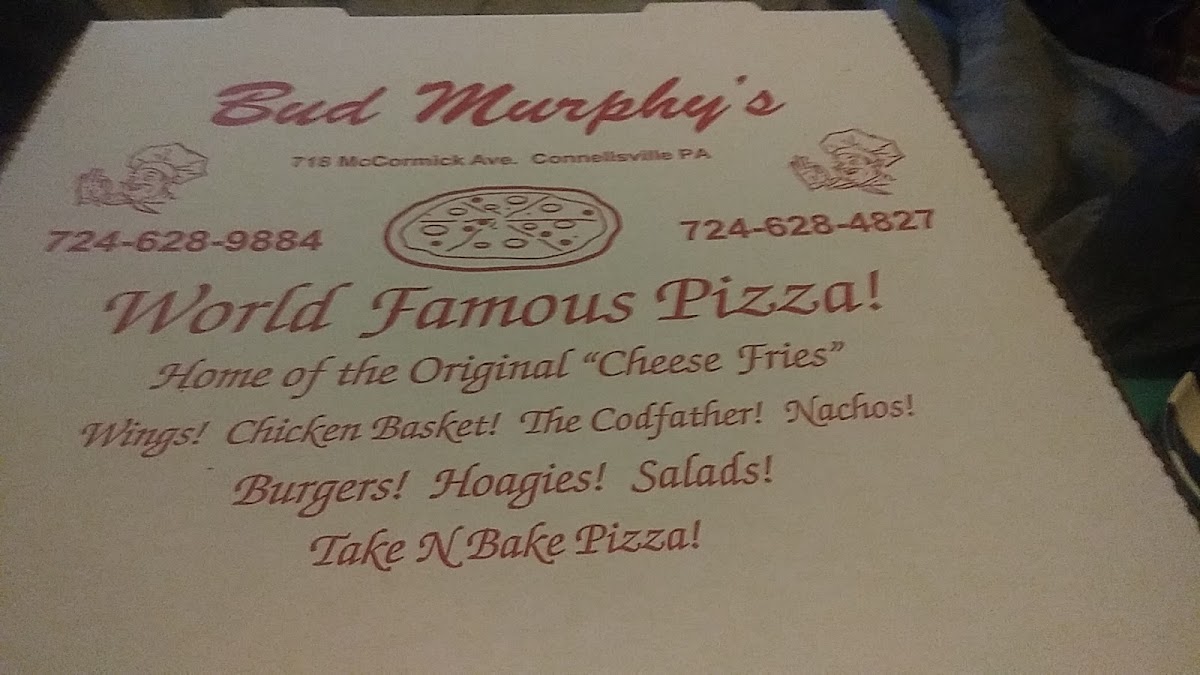 Bud Murphy's
718 McCormick Ave. Connellsville PA
724-628-9884 724-628-4827
World Famous Pizza!
Home of the Original “Cheese Fries”
Wings! Chicken Basket! The Codfather! Nachos!
Burgers! Hoagies! Salads!
Take N Bake Pizza!